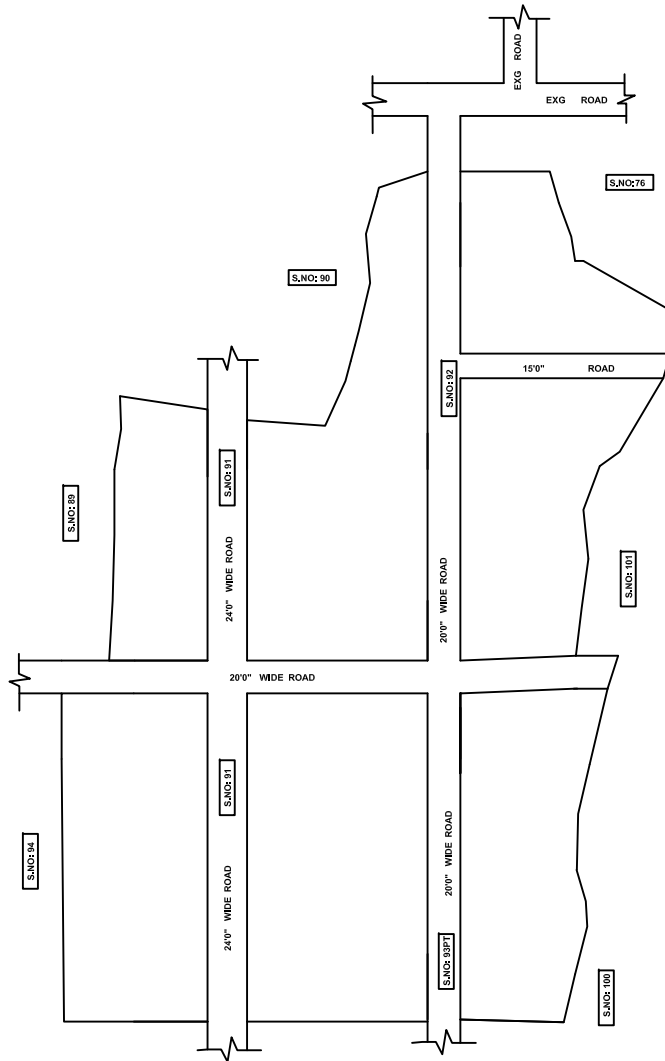 EXG ROAD
EXG ROAD
S.NO:76
S.NO: 90
15'0" ROAD
S.NO: 92
S.NO: 91
S.NO: 89
24'0" WIDE ROAD
20'0" WIDE ROAD
S.NO: 101
20'0" WIDE ROAD
S.NO: 91
S.NO: 94
20'0" WIDE ROAD
24'0" WIDE ROAD
S.NO: 93PT
S.NO: 100